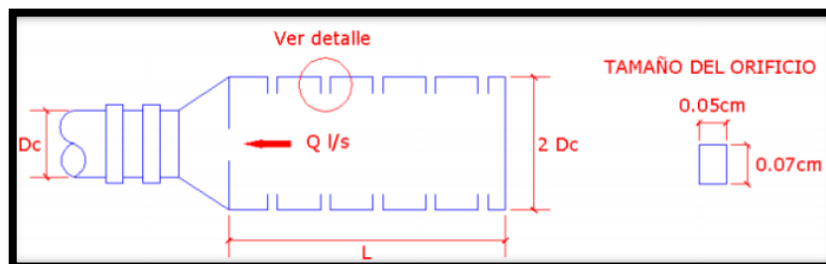 Ver detalle
TAMAÑO DEL ORIFICIO
0.05cm
Dc
Q l/s
2 Dc
0.07cm
L